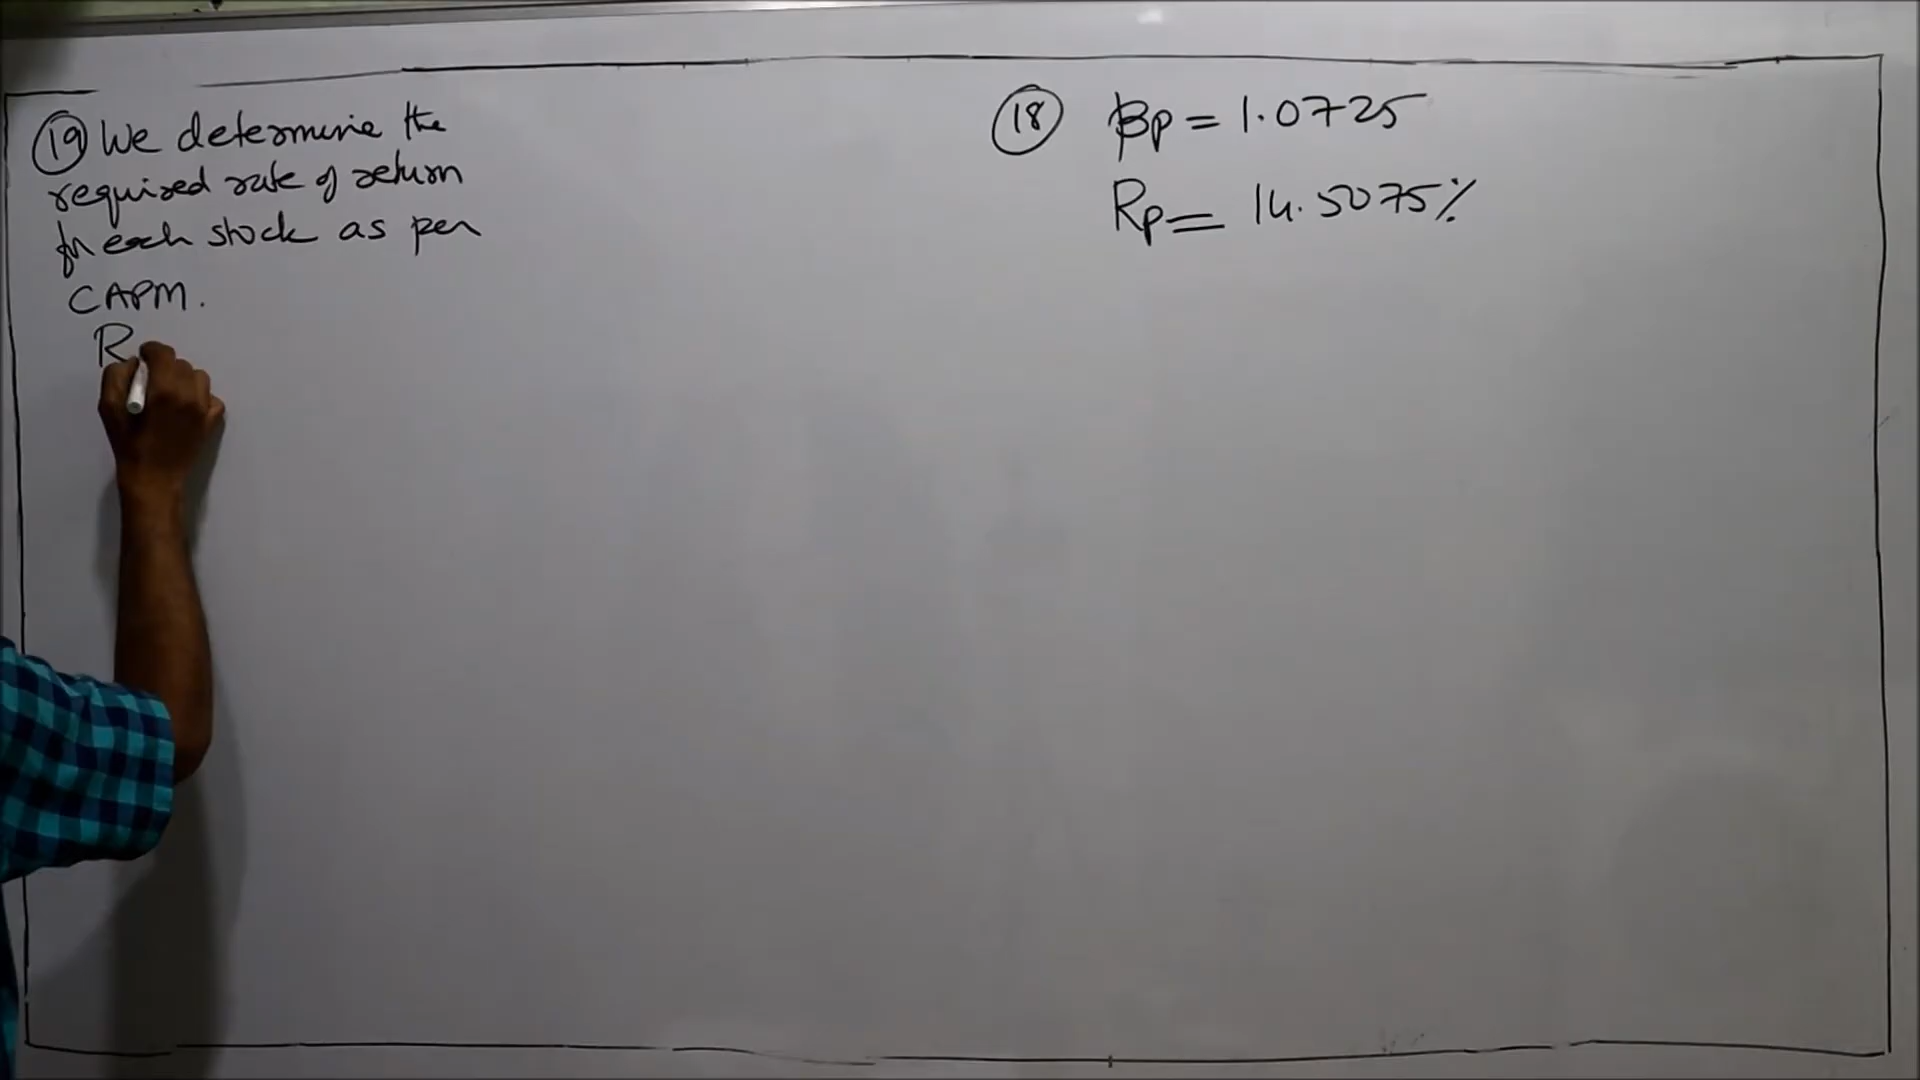 19 We determine the
required rate of return
for each stock as per
CAPM.
R
18 βp = 1.0725
Rp = 14.5075%